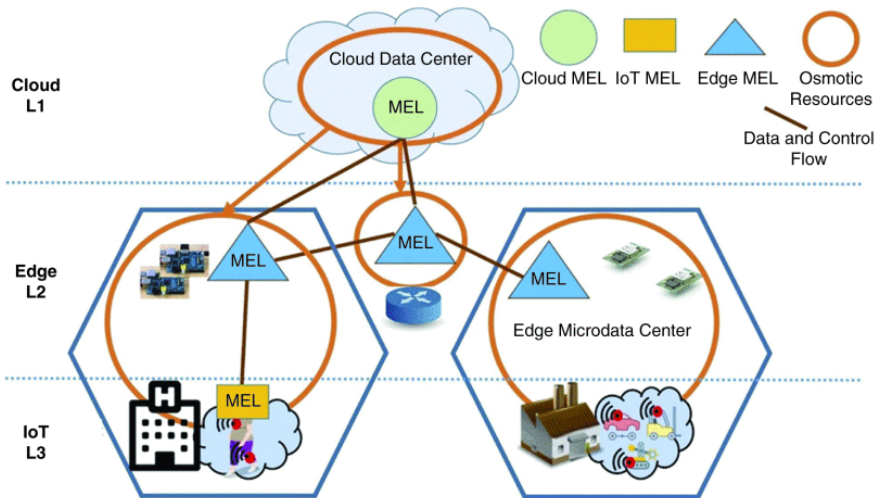 Cloud Data Center
MEL
Cloud MEL
IoT MEL
Edge MEL
Osmotic
Resources
Data and Control
Flow
Cloud
L1
Edge
L2
MEL
MEL
MEL
Edge Microdata Center
IoT
L3
H
MEL